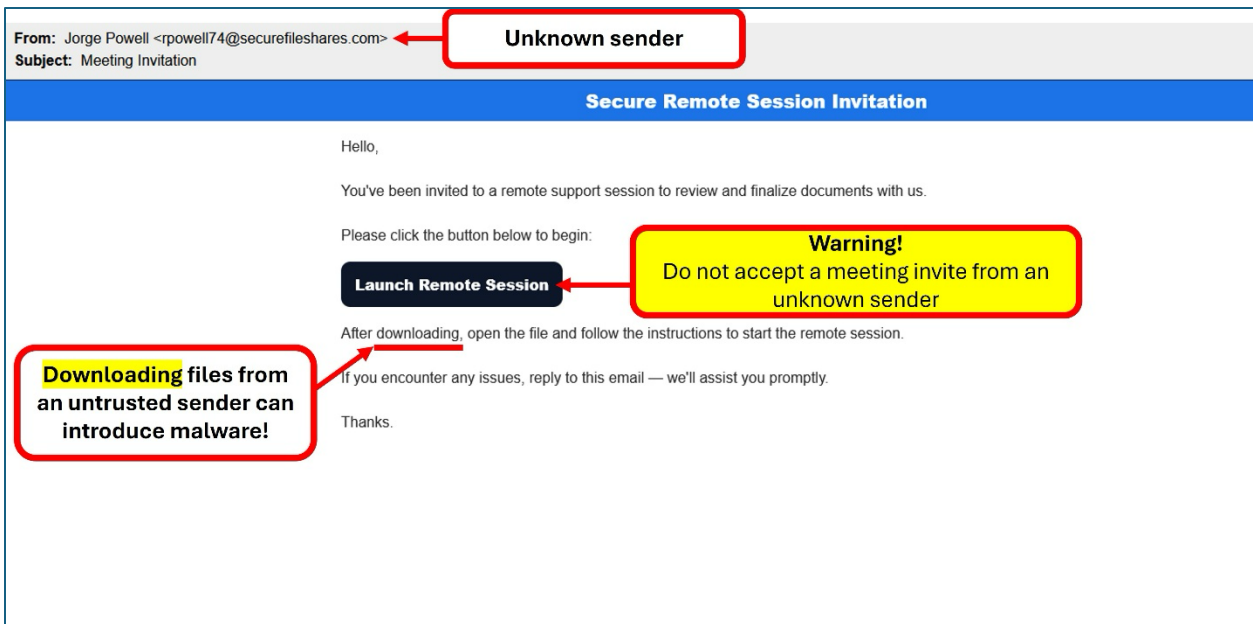 From: Jorge Powell <rpowell74@securefileshares.com>
Unknown sender
Subject: Meeting Invitation
Secure Remote Session Invitation
Hello,
You've been invited to a remote support session to review and finalize documents with us.
Please click the button below to begin:
Warning!
Do not accept a meeting invite from an
unknown sender
Launch Remote Session
After downloading, open the file and follow the instructions to start the remote session.
Downloading files from
an untrusted sender can
introduce malware!
If you encounter any issues, reply to this email — we'll assist you promptly.
Thanks.